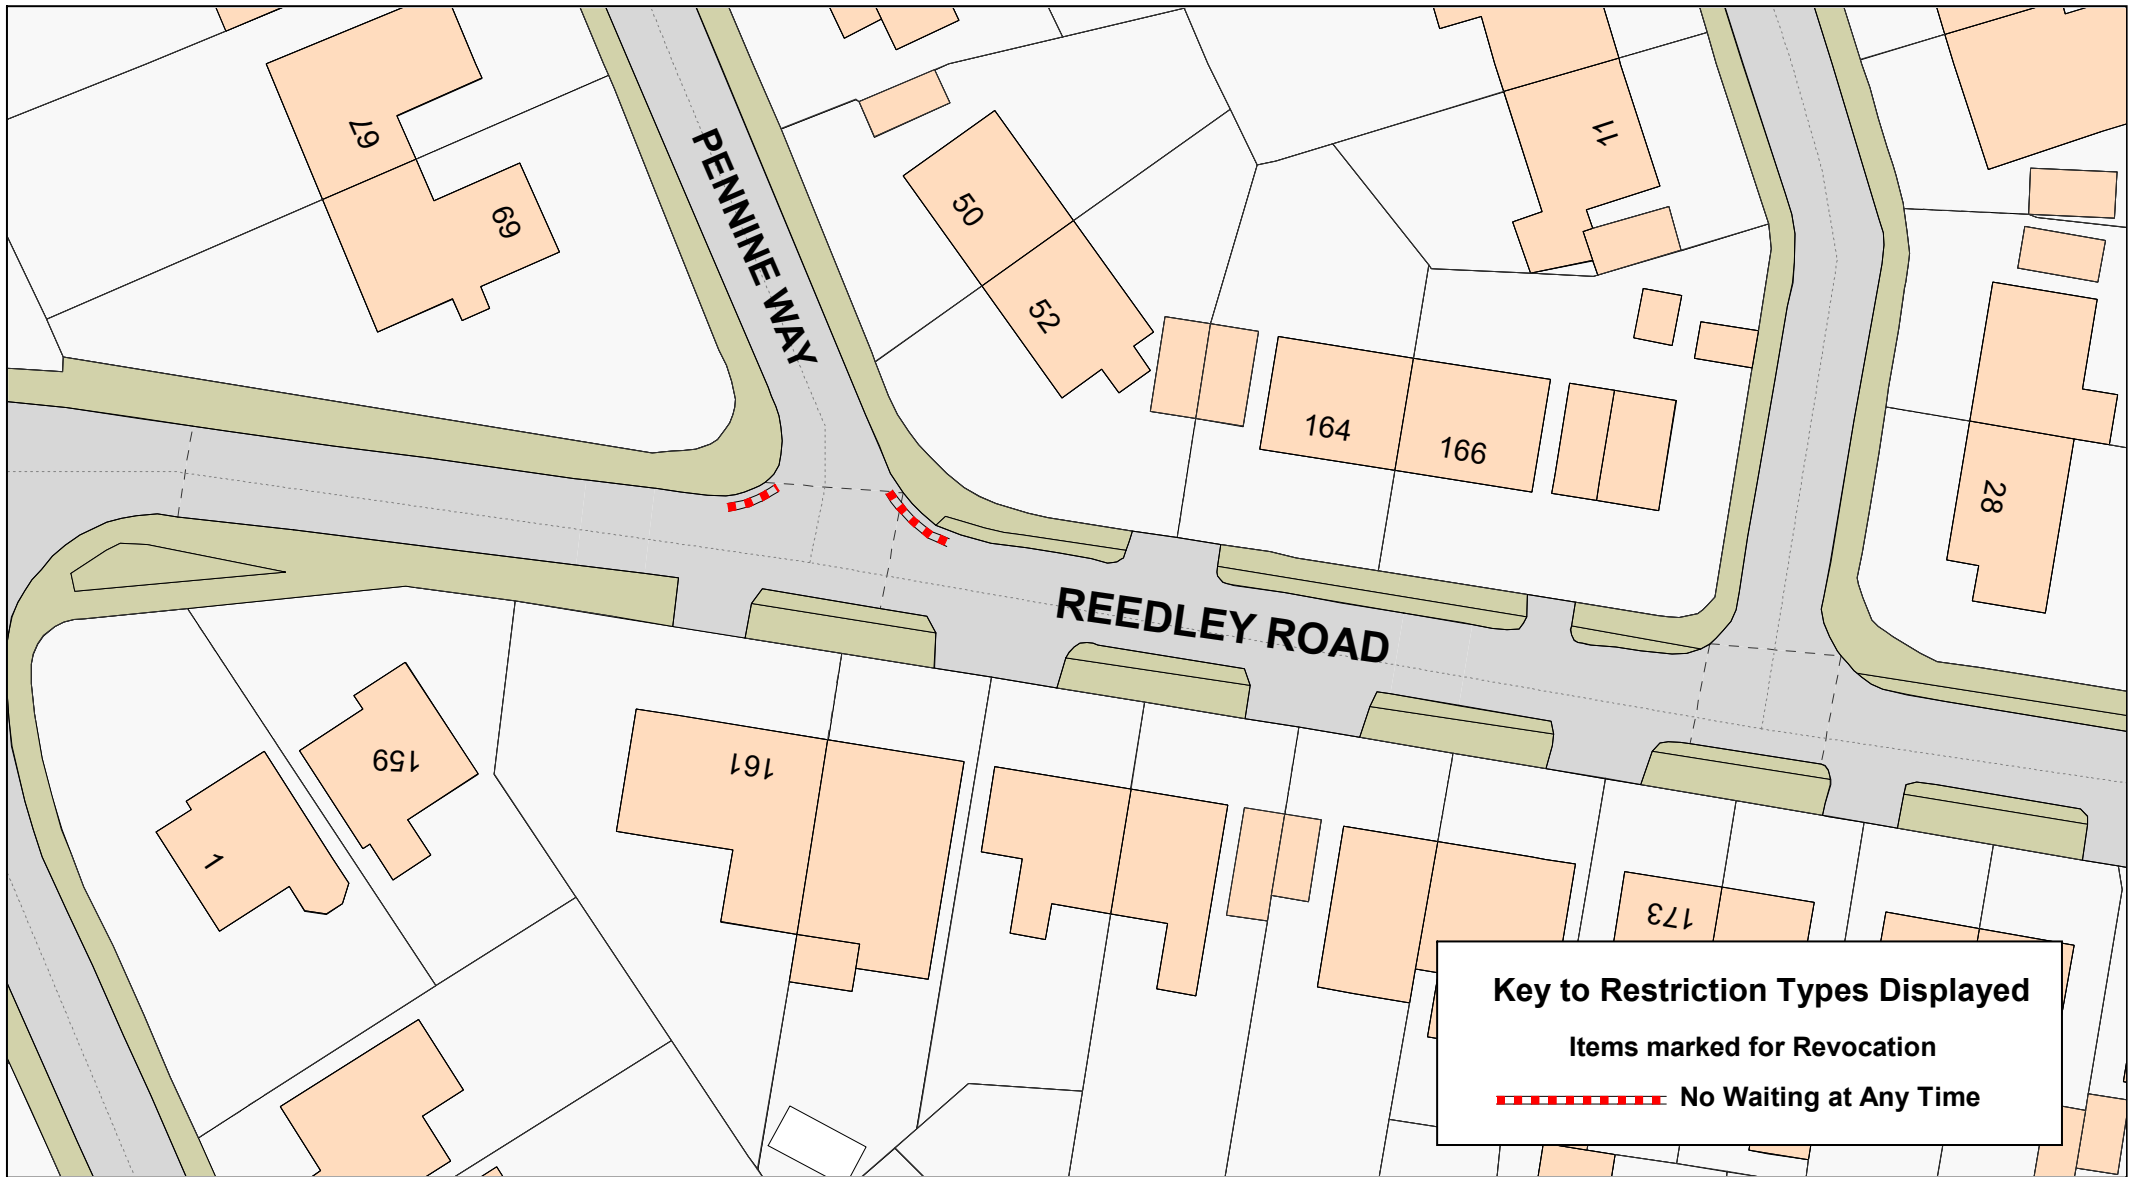 67
69
PENNINE WAY
50
52
11
164
166
28
REEDLEY ROAD
159
1
161
173
Key to Restriction Types Displayed
Items marked for Revocation
No Waiting at Any Time